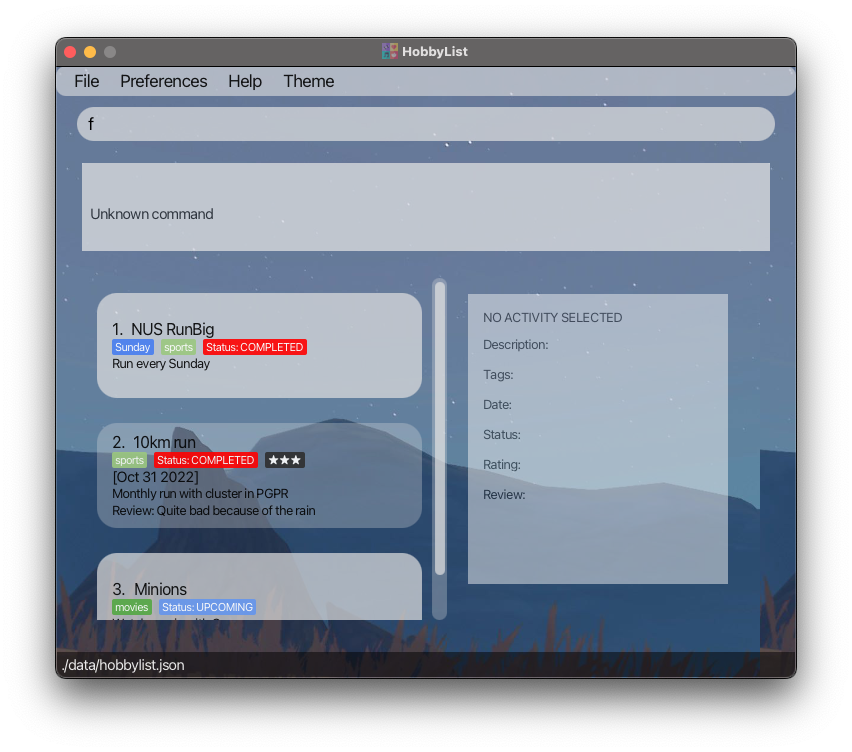 HobbyList
File Preferences Help Theme
f
Unknown command
1. NUS RunBig
Sunday sports Status: COMPLETED
Run every Sunday
2. 10km run
sports Status: COMPLETED ★★★
[Oct 31 2022]
Monthly run with cluster in PGPR
Review: Quite bad because of the rain
3. Minions
movies Status: UPCOMING
NO ACTIVITY SELECTED
Description:
Tags:
Date:
Status:
Rating:
Review:
./data/hobbylist.json